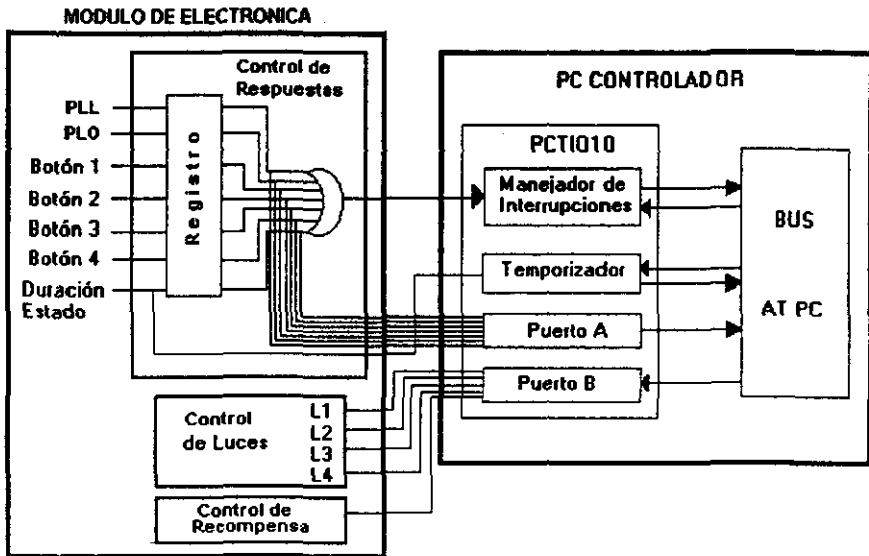 MODULO DE ELECTRONICA
Control de
Respuestas
PLL
PLO
Botón 1
Botón 2
Botón 3
Botón 4
Duración
Estado
Registro
PC CONTROLADOR
PCTIO10
Manejador de
Interrupciones
Temporizador
Puerto A
Puerto B
BUS
AT PC
Control
de Luces
L1
L2
L3
L4
Control de
Recompensa